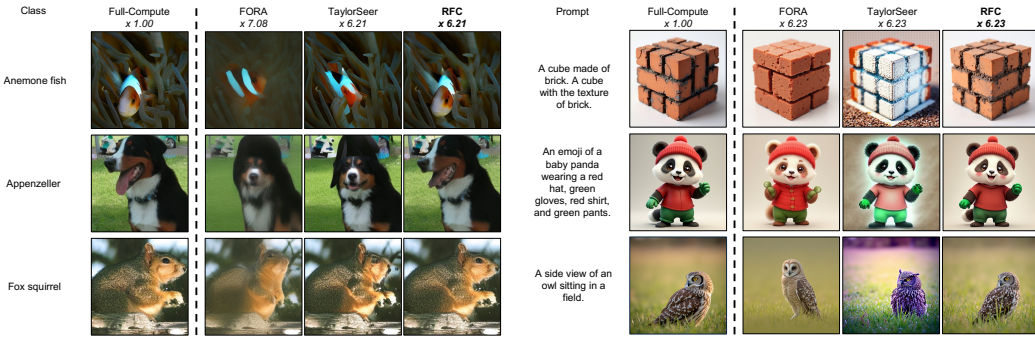 Class
Full-Compute
x 1.00
FORA
x 7.08
TaylorSeer
x 6.21
RFC
x 6.21
Anemone fish
Appenzeller
Fox squirrel
Prompt
Full-Compute
x 1.00
FORA
x 6.23
TaylorSeer
x 6.23
RFC
x 6.23
A cube made of
brick. A cube
with the texture
of brick.
An emoji of a
baby panda
wearing a red
hat, green
gloves, red shirt,
and green pants.
A side view of an
owl sitting in a
field.